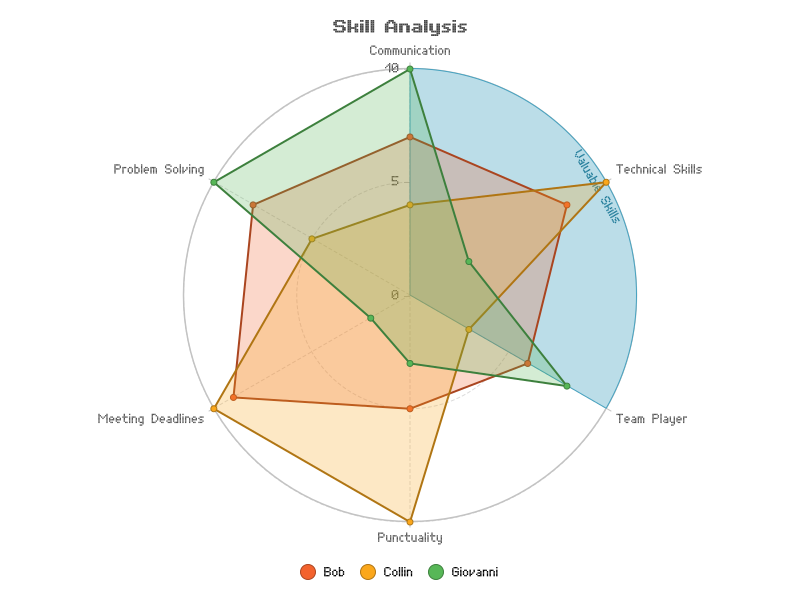 Skill Analysis
Communication
10
Problem Solving
Valuable Skills
Technical Skills
5
0
Meeting Deadlines
Team Player
Punctuality
Bob
Collin
Giovanni